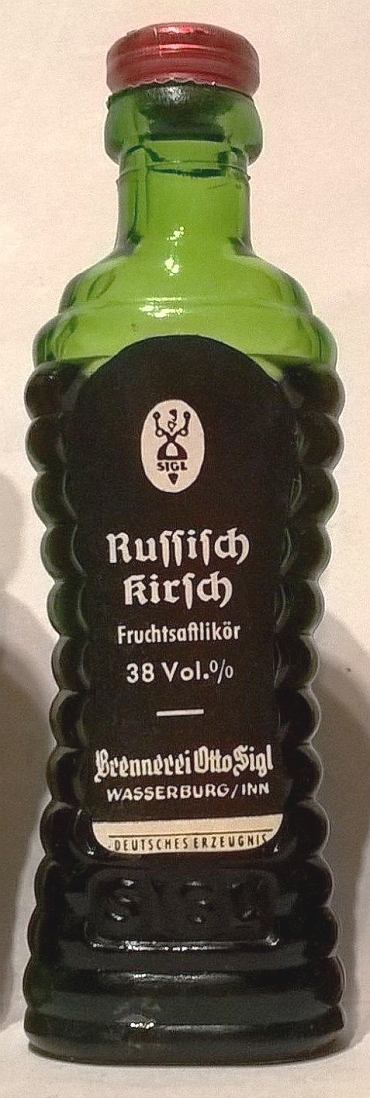 SIGL
Ruſſiſch
Kirſch
Fruchtsaftlikör
38 Vol.%
Brennerei Otto Sigl
WASSERBURG/INN
DEUTSCHES ERZEUGNIS
SIGL